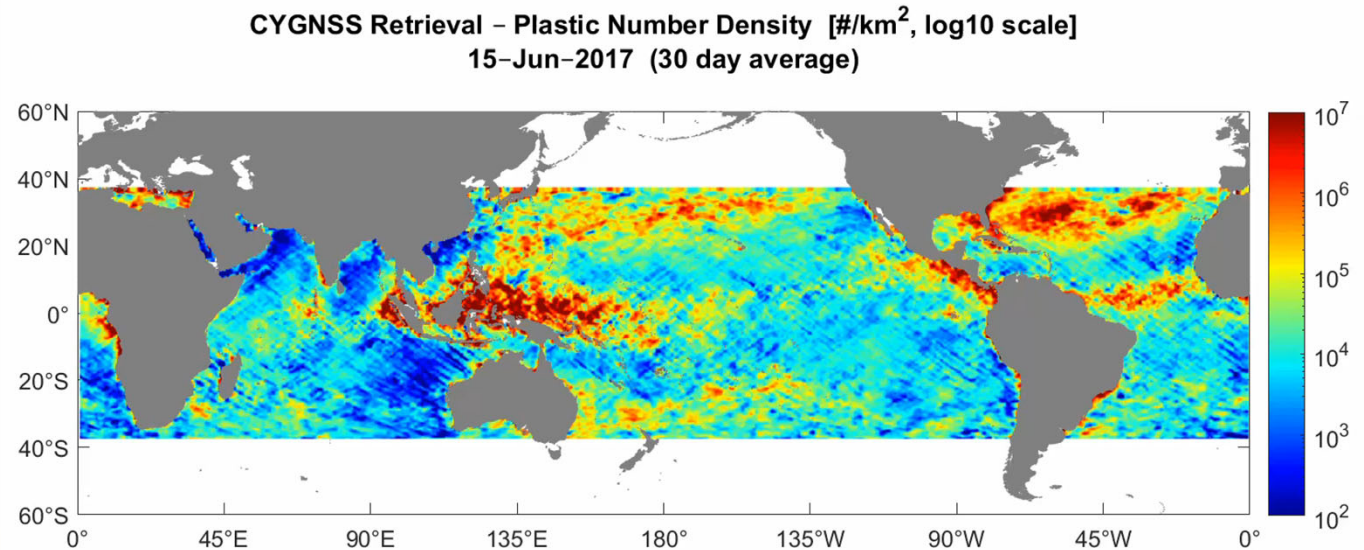 CYGNSS Retrieval − Plastic Number Density [#/km², log10 scale]
15−Jun−2017 (30 day average)
60°N
40°N
20°N
0°
20°S
40°S
60°S
0°
45°E
90°E
135°E
180°
135°W
90°W
45°W
0°
10⁷
10⁶
10⁵
10⁴
10³
10²